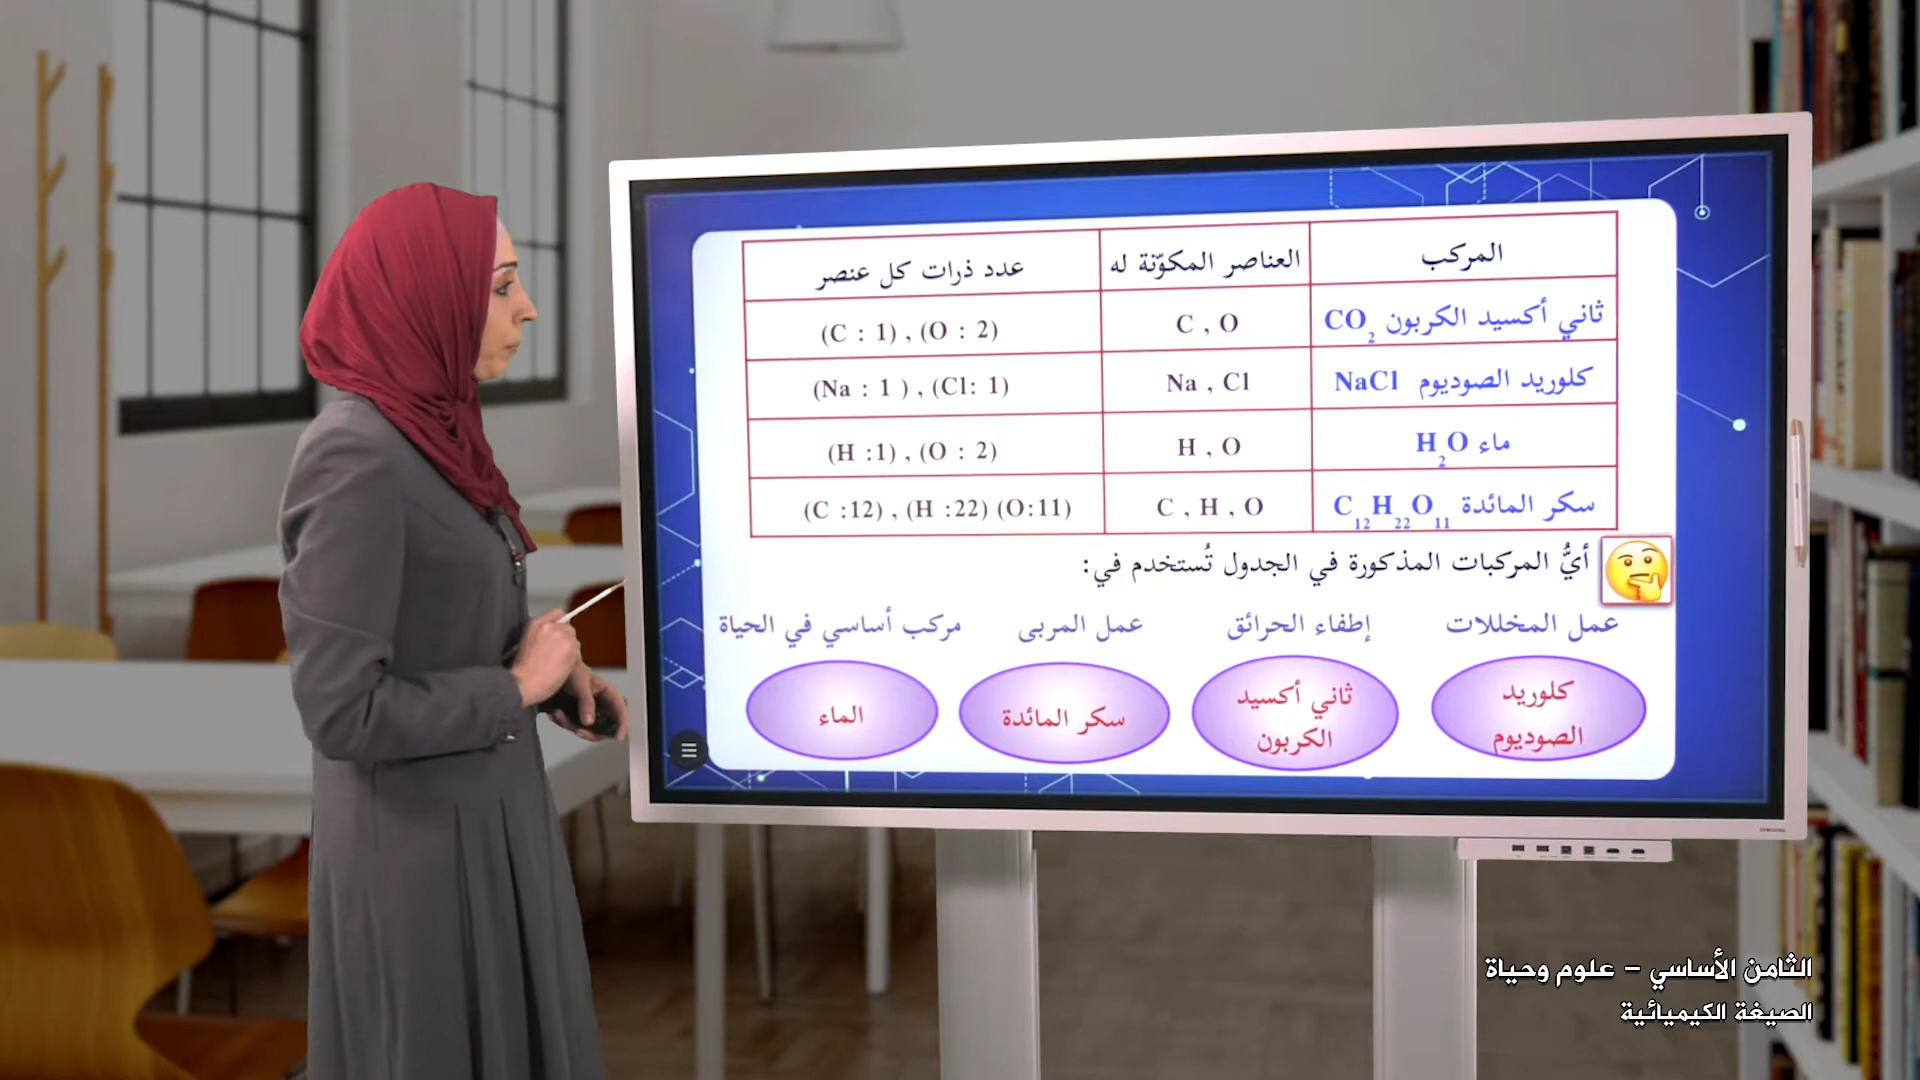 المركب العناصر المكوّنة له عدد ذرات كل عنصر
ثاني أكسيد الكربون CO₂ C , O (C : 1) , (O : 2)
كلوريد الصوديوم NaCl Na , Cl (Na : 1 ) , (Cl: 1)
ماء H₂O H , O (H :1) , (O : 2)
سكر المائدة C₁₂H₂₂O₁₁ C , H , O (C :12) , (H :22) (O:11)
أيُّ المركبات المذكورة في الجدول تُستخدم في:
عمل المخللات إطفاء الحرائق عمل المربى مركب أساسي في الحياة
كلوريد الصوديوم
ثاني أكسيد الكربون
سكر المائدة
الماء
الثامن الأساسي – علوم وحياة
الصيغة الكيميائية